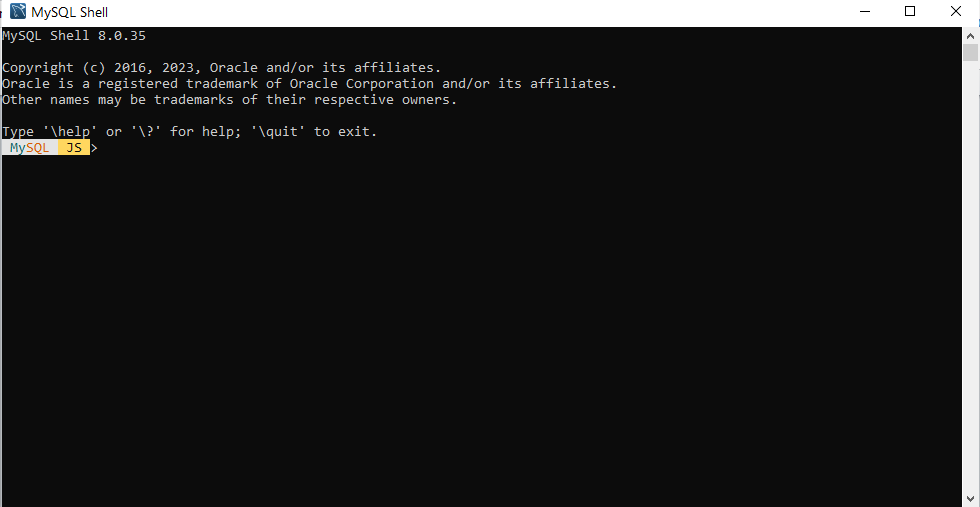 MySQL Shell
MySQL Shell 8.0.35
Copyright (c) 2016, 2023, Oracle and/or its affiliates.
Oracle is a registered trademark of Oracle Corporation and/or its affiliates.
Other names may be trademarks of their respective owners.
Type '\help' or '\?' for help; '\quit' to exit.
MySQL JS >